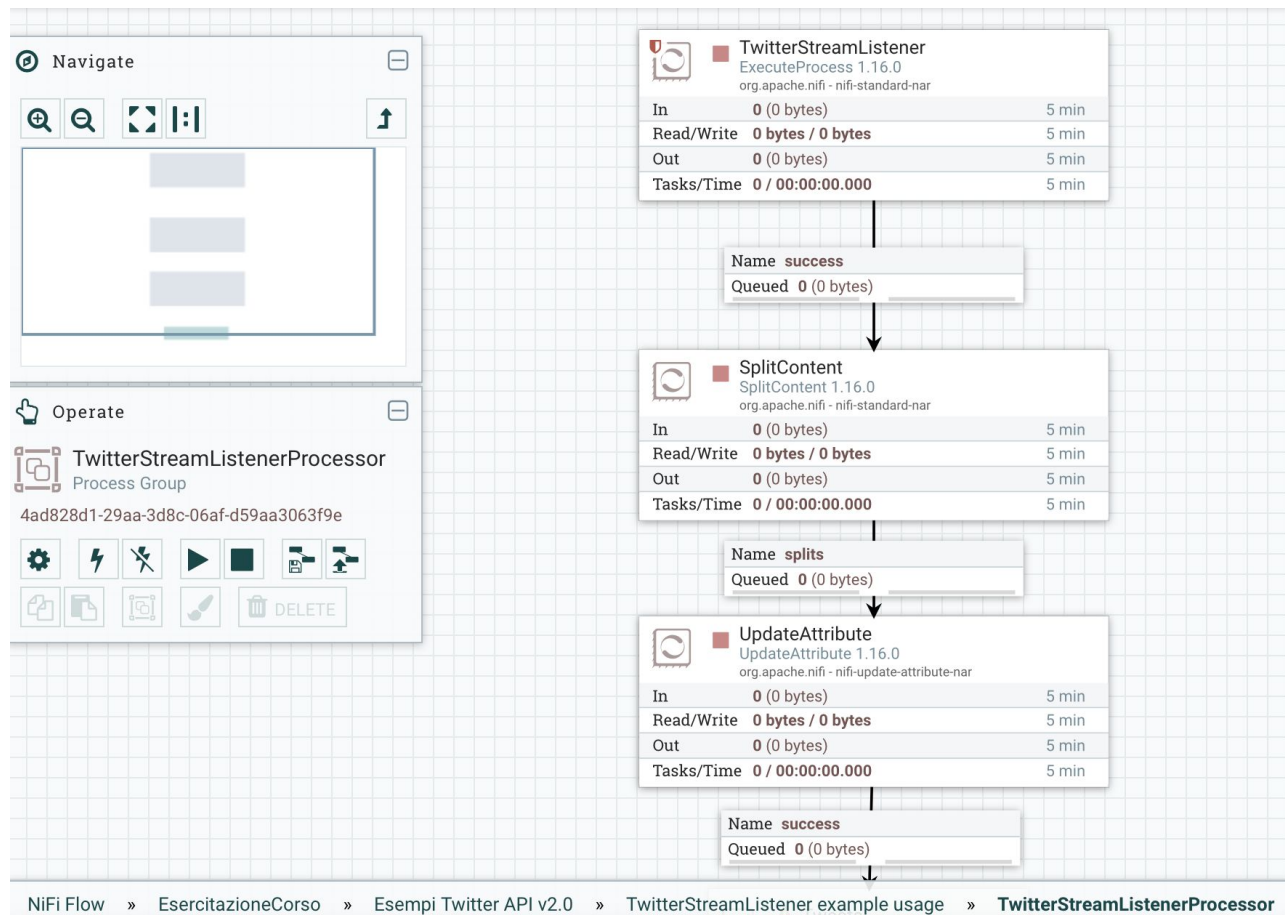 Navigate
Operate
TwitterStreamListenerProcessor
Process Group
4ad828d1-29aa-3d8c-06af-d59aa3063f9e
DELETE
TwitterStreamListener
ExecuteProcess 1.16.0
org.apache.nifi - nifi-standard-nar
In 0 (0 bytes) 5 min
Read/Write 0 bytes / 0 bytes 5 min
Out 0 (0 bytes) 5 min
Tasks/Time 0 / 00:00:00.000 5 min
Name success
Queued 0 (0 bytes)
SplitContent
SplitContent 1.16.0
org.apache.nifi - nifi-standard-nar
In 0 (0 bytes) 5 min
Read/Write 0 bytes / 0 bytes 5 min
Out 0 (0 bytes) 5 min
Tasks/Time 0 / 00:00:00.000 5 min
Name splits
Queued 0 (0 bytes)
UpdateAttribute
UpdateAttribute 1.16.0
org.apache.nifi - nifi-update-attribute-nar
In 0 (0 bytes) 5 min
Read/Write 0 bytes / 0 bytes 5 min
Out 0 (0 bytes) 5 min
Tasks/Time 0 / 00:00:00.000 5 min
Name success
Queued 0 (0 bytes)
NiFi Flow » EsercitazioneCorso » Esempi Twitter API v2.0 » TwitterStreamListener example usage » TwitterStreamListenerProcessor